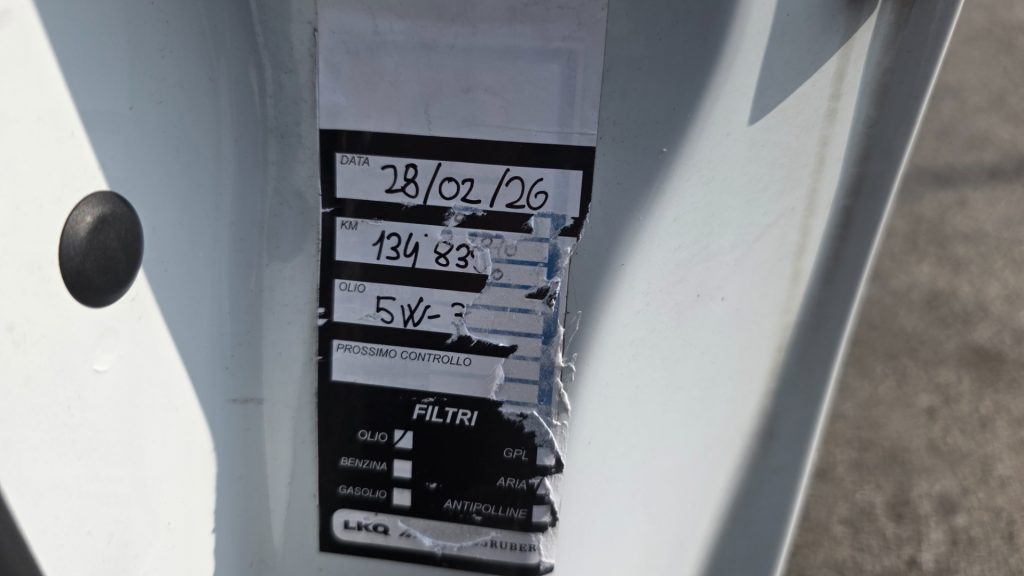 DATA 28/02/26
KM 134'83
OLIO 5W-
PROSSIMO CONTROLLO
FILTRI
OLIO
GPL
BENZINA
ARIA
GASOLIO
ANTIPOLLINE
LKQ
GRUBER